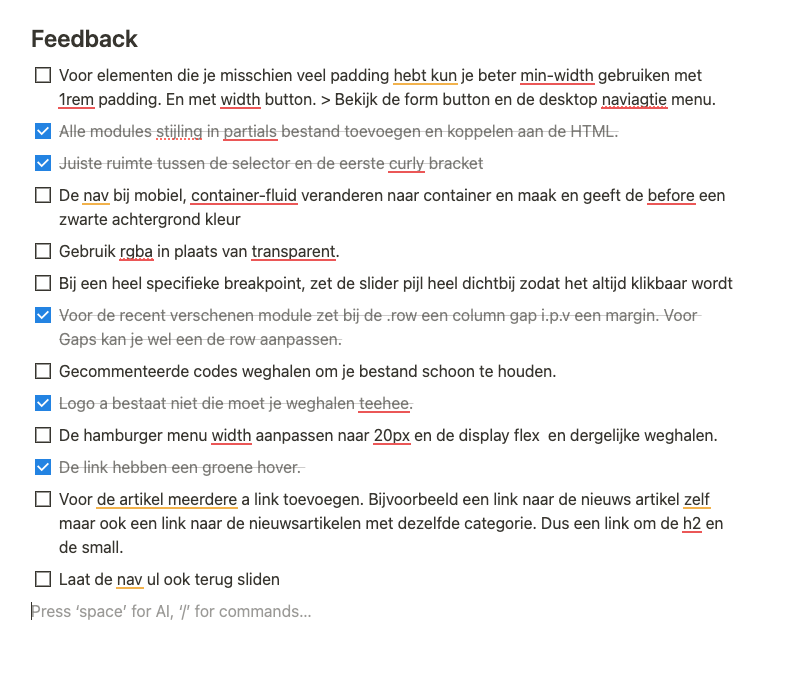 Feedback
Voor elementen die je misschien veel padding hebt kun je beter min-width gebruiken met
1rem padding. En met width button. > Bekijk de form button en de desktop naviagtie menu.
Alle modules stijling in partials bestand toevoegen en koppelen aan de HTML.
Juiste ruimte tussen de selector en de eerste curly bracket
De nav bij mobiel, container-fluid veranderen naar container en maak en geeft de before een
zwarte achtergrond kleur
Gebruik rgba in plaats van transparent.
Bij een heel specifieke breakpoint, zet de slider pijl heel dichtbij zodat het altijd klikbaar wordt
Voor de recent verschenen module zet bij de .row een column gap i.p.v een margin. Voor
Gaps kan je wel een de row aanpassen.
Gecommenteerde codes weghalen om je bestand schoon te houden.
Logo a bestaat niet die moet je weghalen teehee.
De hamburger menu width aanpassen naar 20px en de display flex  en dergelijke weghalen.
De link hebben een groene hover.
Voor de artikel meerdere a link toevoegen. Bijvoorbeeld een link naar de nieuws artikel zelf
maar ook een link naar de nieuwsartikelen met dezelfde categorie. Dus een link om de h2 en
de small.
Laat de nav ul ook terug sliden
Press ‘space’ for AI, ‘/’ for commands…